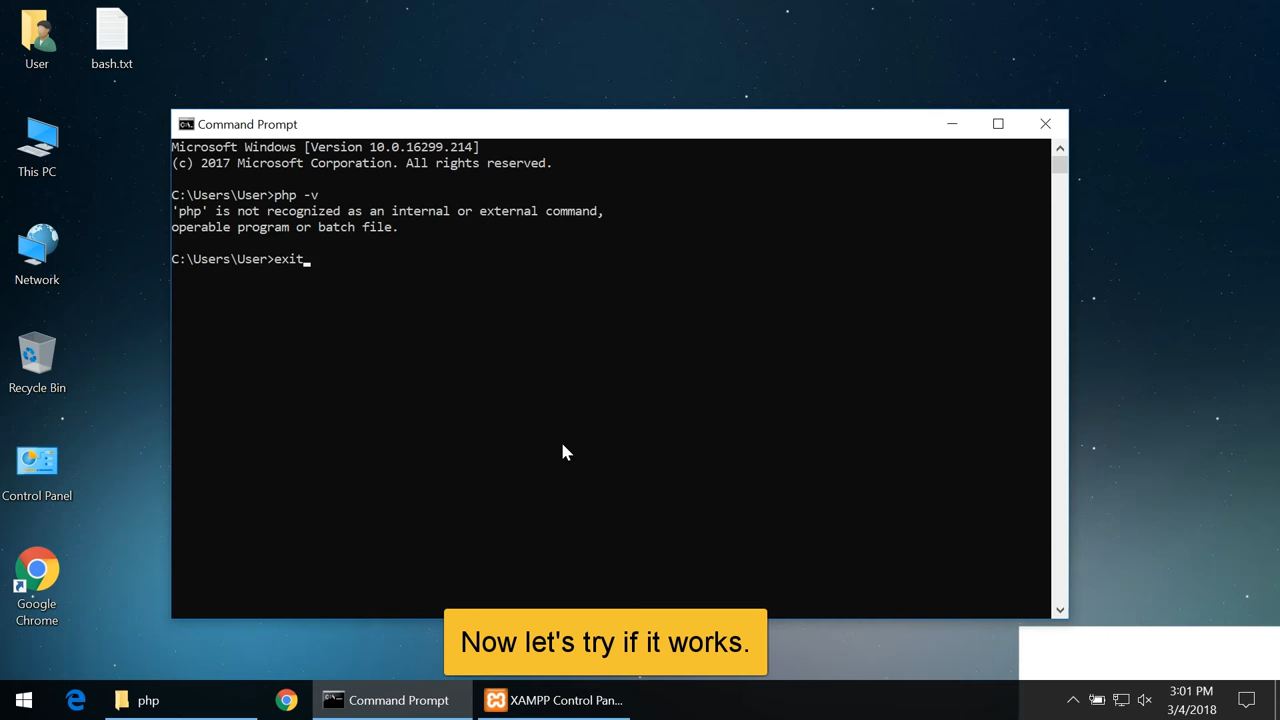 User
bash.txt
This PC
Network
Recycle Bin
Control Panel
Google
Chrome
Command Prompt
Microsoft Windows [Version 10.0.16299.214]
(c) 2017 Microsoft Corporation. All rights reserved.
C:\Users\User>php -v
'php' is not recognized as an internal or external command,
operable program or batch file.
C:\Users\User>exit
Now let's try if it works.
php
Command Prompt
XAMPP Control Pan...
3:01 PM
3/4/2018